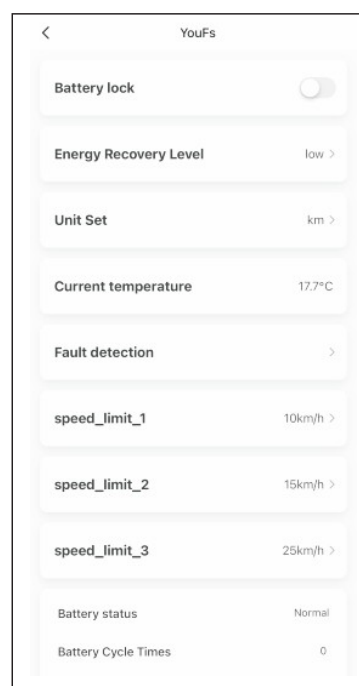 YouFs
Battery lock
Energy Recovery Level low
Unit Set km
Current temperature 17.7°C
Fault detection
speed_limit_1 10km/h
speed_limit_2 15km/h
speed_limit_3 25km/h
Battery status Normal
Battery Cycle Times 0